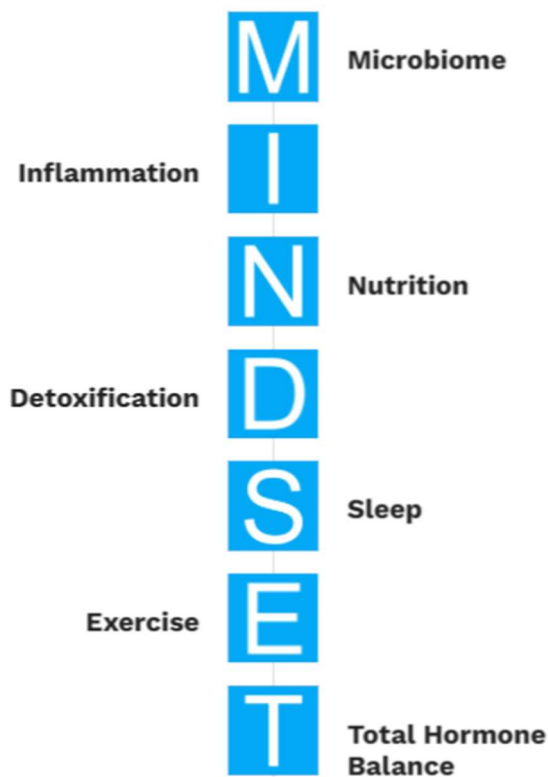 M Microbiome
Inflammation I
N Nutrition
Detoxification D
S Sleep
Exercise E
T Total Hormone
Balance